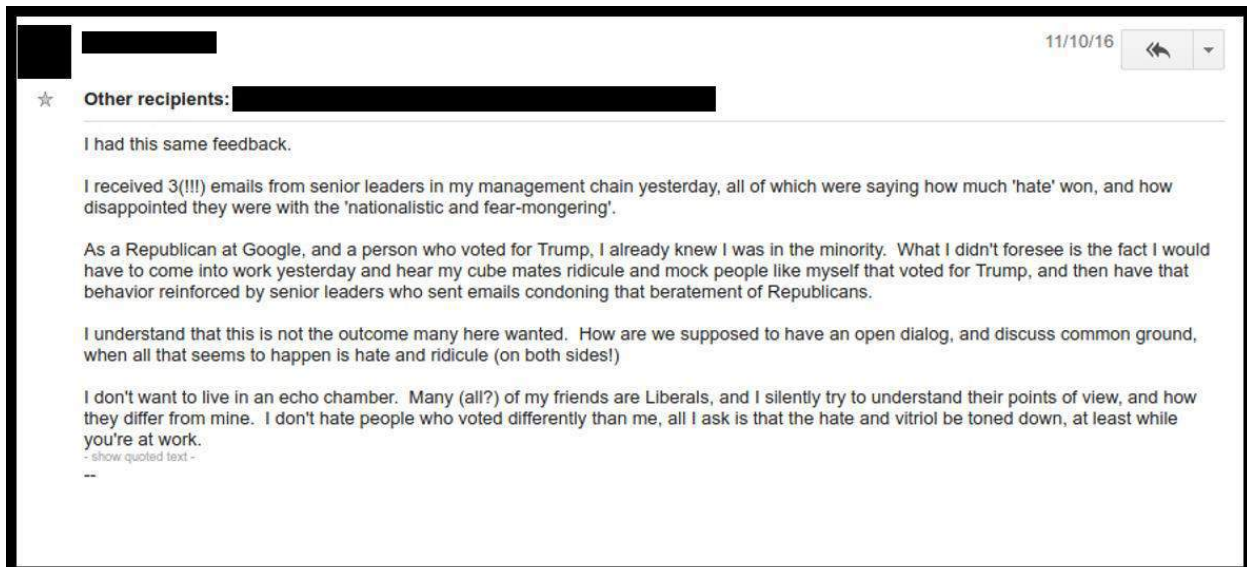 11/10/16
Other recipients:
I had this same feedback.
I received 3(!!!) emails from senior leaders in my management chain yesterday, all of which were saying how much 'hate' won, and how
disappointed they were with the 'nationalistic and fear-mongering'.
As a Republican at Google, and a person who voted for Trump, I already knew I was in the minority. What I didn't foresee is the fact I would
have to come into work yesterday and hear my cube mates ridicule and mock people like myself that voted for Trump, and then have that
behavior reinforced by senior leaders who sent emails condoning that beratement of Republicans.
I understand that this is not the outcome many here wanted. How are we supposed to have an open dialog, and discuss common ground,
when all that seems to happen is hate and ridicule (on both sides!)
I don't want to live in an echo chamber. Many (all?) of my friends are Liberals, and I silently try to understand their points of view, and how
they differ from mine. I don't hate people who voted differently than me, all I ask is that the hate and vitriol be toned down, at least while
you're at work.
- show quoted text -
--